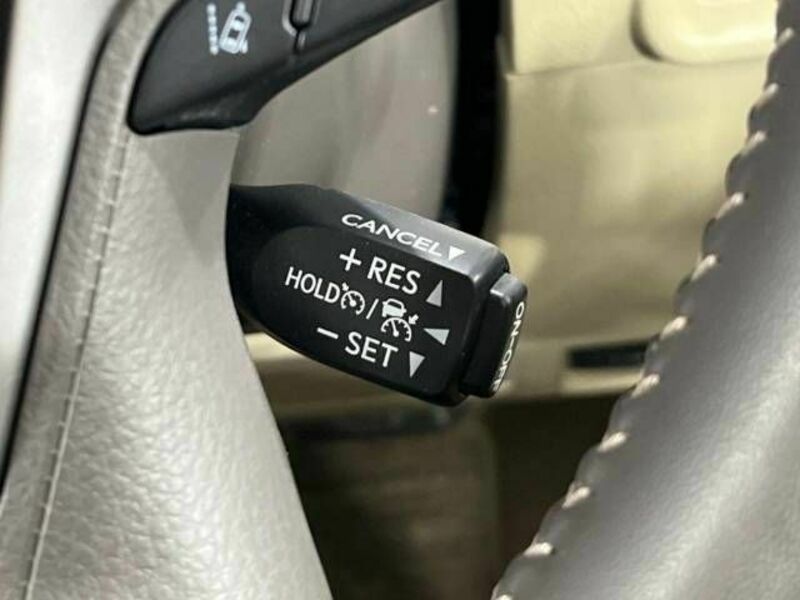 CANCEL▼
+ RES ▲
HOLD /
− SET ▼
ON-OFF